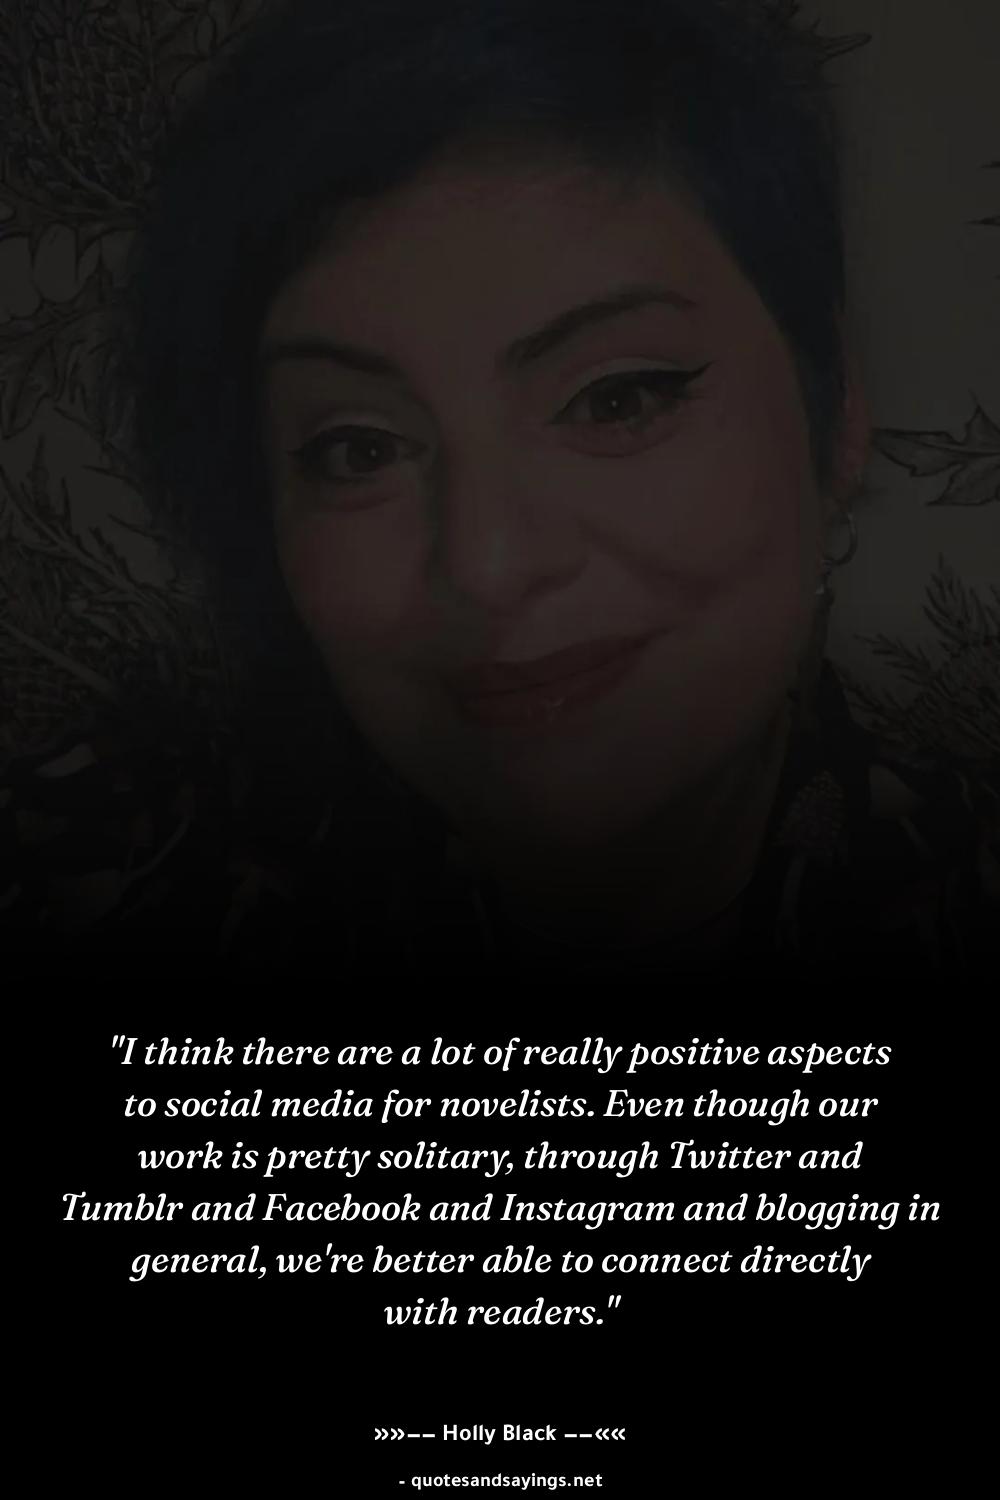 "I think there are a lot of really positive aspects
to social media for novelists. Even though our
work is pretty solitary, through Twitter and
Tumblr and Facebook and Instagram and blogging in
general, we're better able to connect directly
with readers."
»»—— Holly Black ——««
- quotesandsayings.net